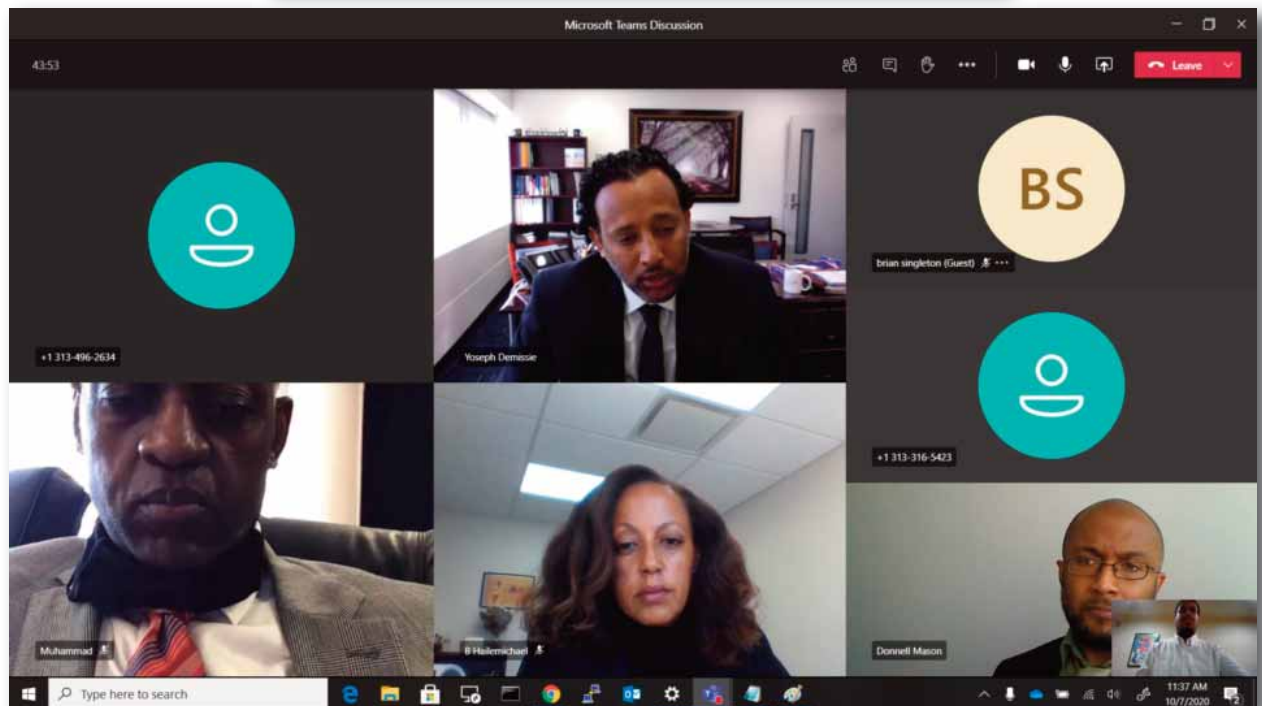 Microsoft Teams Discussion
43:53
Leave
BS
brian singleton (Guest)
+1 313-496-2634
Yoseph Demissie
+1 313-316-5423
Muhammad
B Hailemichael
Donnell Mason
Type here to search
11:37 AM
10/7/2020
2